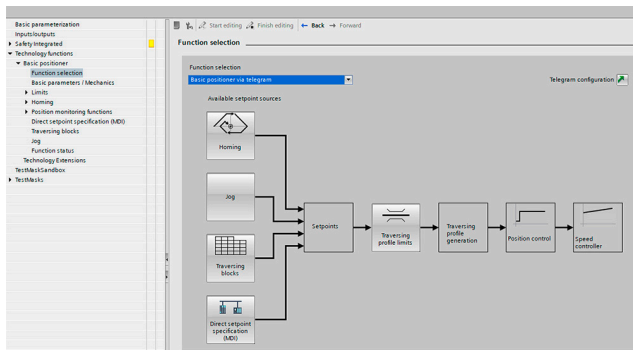 Basic parameterization
Inputs/outputs
Safety Integrated
Technology functions
Basic positioner
Function selection
Basic parameters / Mechanics
Limits
Homing
Position monitoring functions
Direct setpoint specification (MDI)
Traversing blocks
Jog
Function status
Technology Extensions
TestMaskSandbox
TestMasks
Start editing Finish editing Back Forward
Function selection
Function selection
Basic positioner via telegram
Telegram configuration
Available setpoint sources
Homing
Jog
Traversing
blocks
Direct setpoint
specification
(MDI)
Setpoints
Traversing
profile limits
Traversing
profile
generation
Position control
Speed
controller